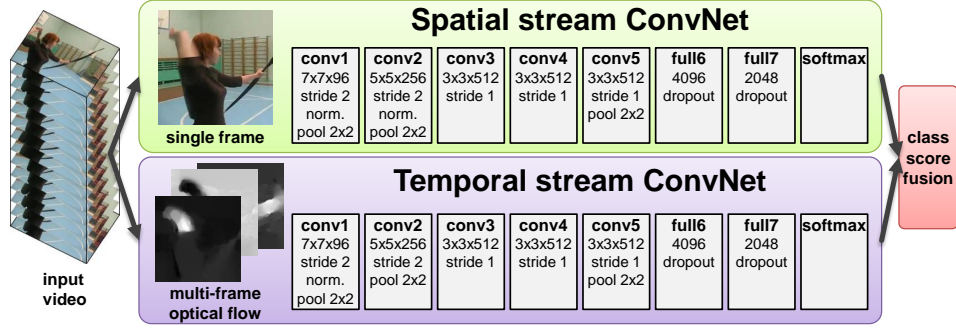 Spatial stream ConvNet
conv1
7x7x96
stride 2
norm.
pool 2x2
conv2
5x5x256
stride 2
norm.
pool 2x2
conv3
3x3x512
stride 1
conv4
3x3x512
stride 1
conv5
3x3x512
stride 1
pool 2x2
full6
4096
dropout
full7
2048
dropout
softmax
single frame
Temporal stream ConvNet
conv1
7x7x96
stride 2
norm.
pool 2x2
conv2
5x5x256
stride 2
pool 2x2
conv3
3x3x512
stride 1
conv4
3x3x512
stride 1
conv5
3x3x512
stride 1
pool 2x2
full6
4096
dropout
full7
2048
dropout
softmax
multi-frame
optical flow
input
video
class
score
fusion